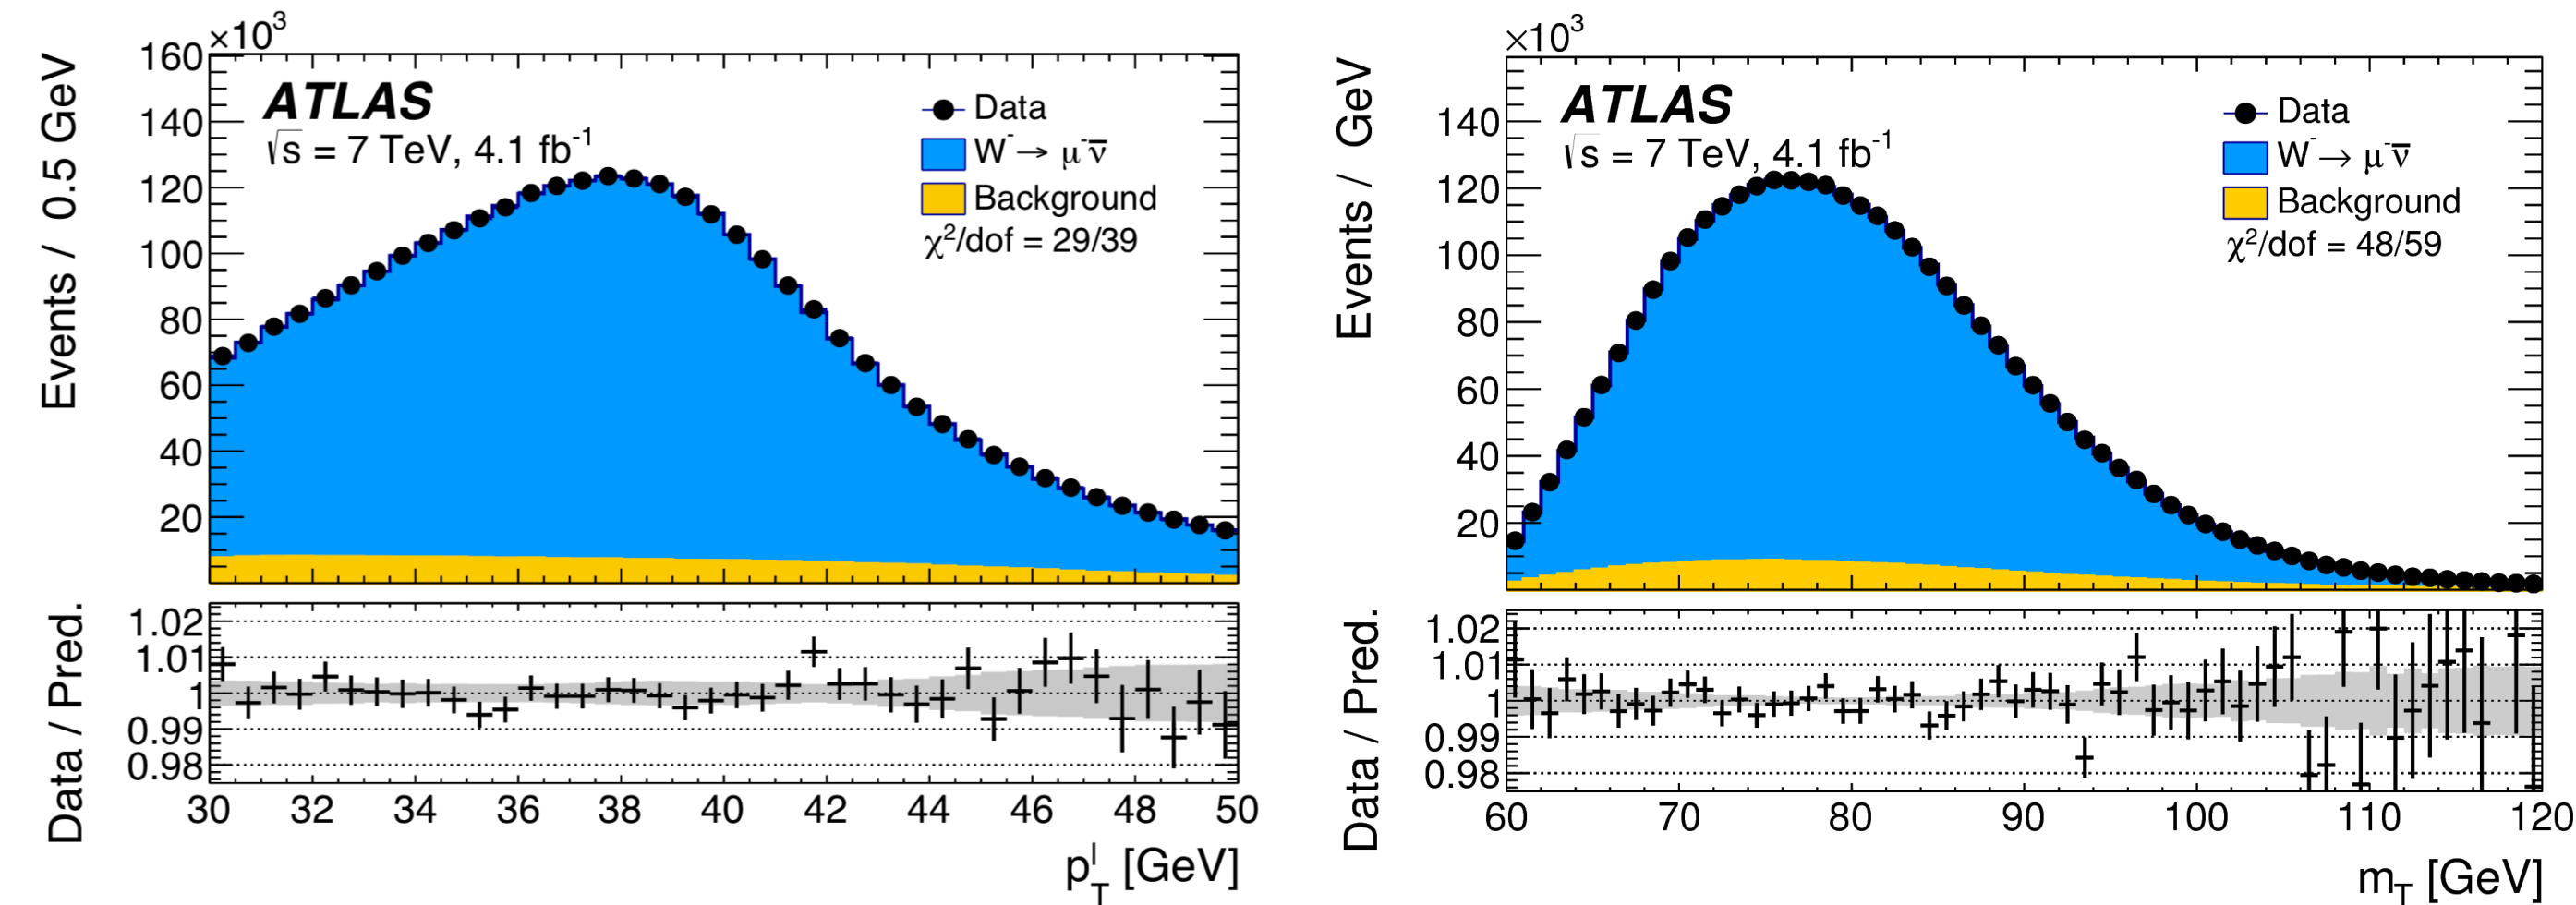 ×10³
160
140
120
100
80
60
40
20
Events / 0.5 GeV
ATLAS
√s = 7 TeV, 4.1 fb⁻¹
Data
W⁻→ μ⁻ν̅
Background
χ²/dof = 29/39
1.02
1.01
1
0.99
0.98
Data / Pred.
30 32 34 36 38 40 42 44 46 48 50
p_T^l [GeV]
×10³
140
120
100
80
60
40
20
Events / GeV
ATLAS
√s = 7 TeV, 4.1 fb⁻¹
Data
W⁻→ μ⁻ν̅
Background
χ²/dof = 48/59
1.02
1.01
1
0.99
0.98
Data / Pred.
60 70 80 90 100 110 120
m_T [GeV]